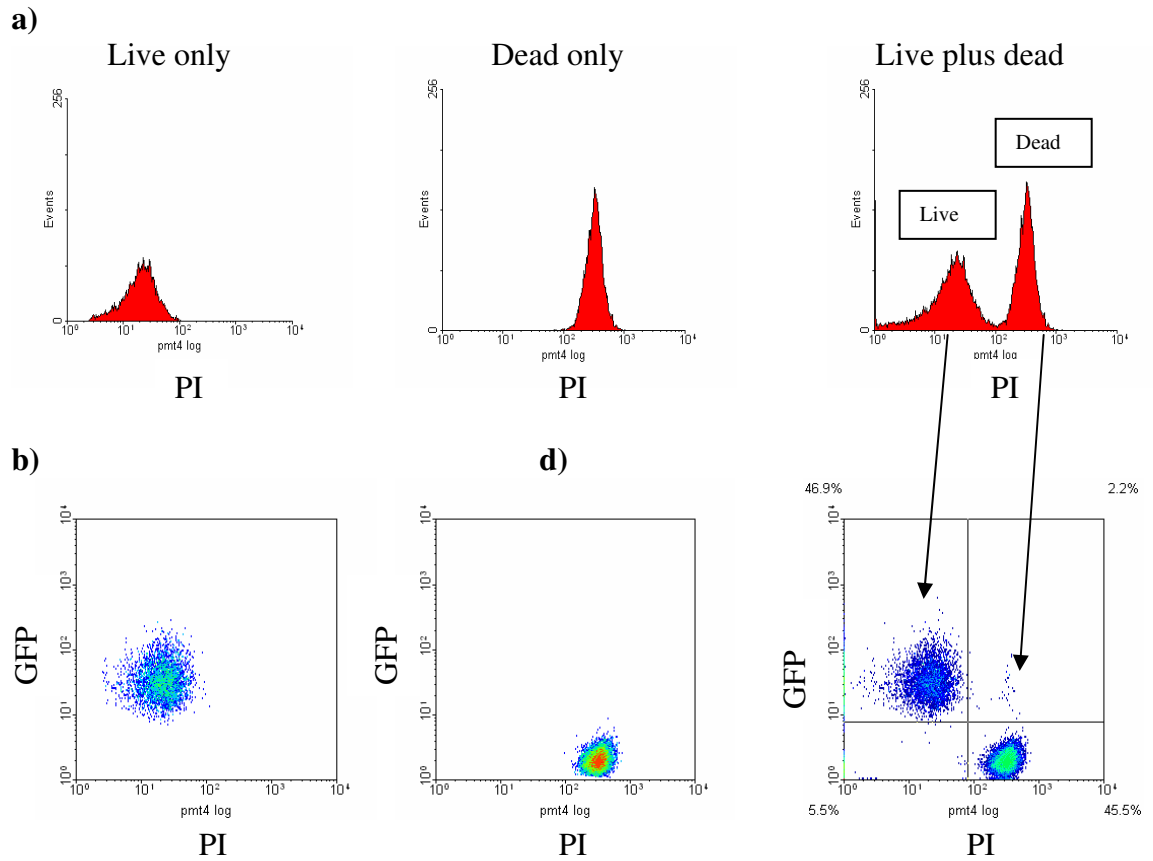 a)
Live only
Dead only
Live plus dead
256
Events
0
10⁰ 10¹ 10² 10³ 10⁴
pmt4 log
PI
256
Events
0
10⁰ 10¹ 10² 10³ 10⁴
pmt4 log
PI
256
Events
0
Live
Dead
10⁰ 10¹ 10² 10³ 10⁴
pmt4 log
PI
b)
d)
GFP
10⁴
10³
10²
10¹
10⁰
10⁰ 10¹ 10² 10³ 10⁴
pmt4 log
PI
GFP
10⁴
10³
10²
10¹
10⁰
10⁰ 10¹ 10² 10³ 10⁴
pmt4 log
PI
46.9%
2.2%
GFP
10⁴
10³
10²
10¹
10⁰
10⁰ 10¹ 10² 10³ 10⁴
5.5%
pmt4 log
45.5%
PI